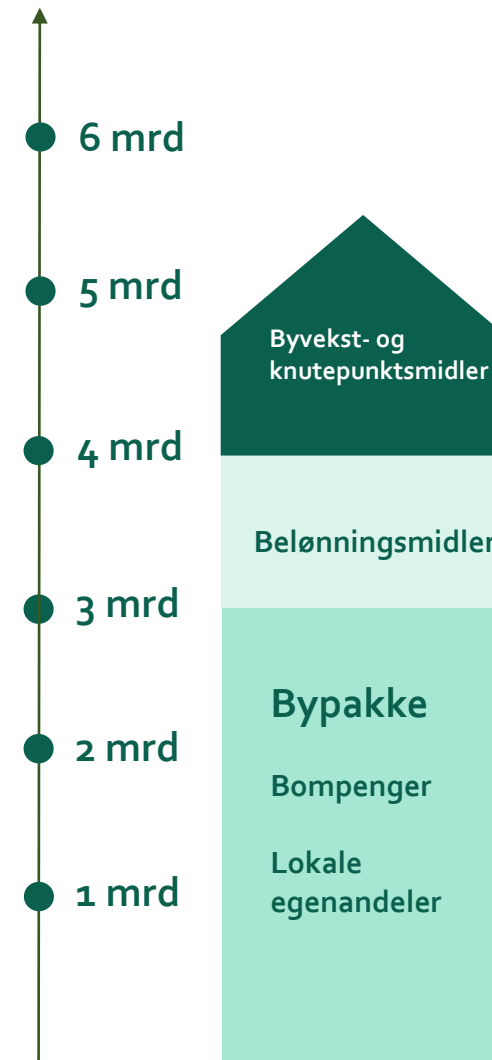 6 mrd
5 mrd
4 mrd
3 mrd
2 mrd
1 mrd
Byvekst- og
knutepunktsmidler
Belønningsmidler
Bypakke
Bompenger
Lokale
egenandeler